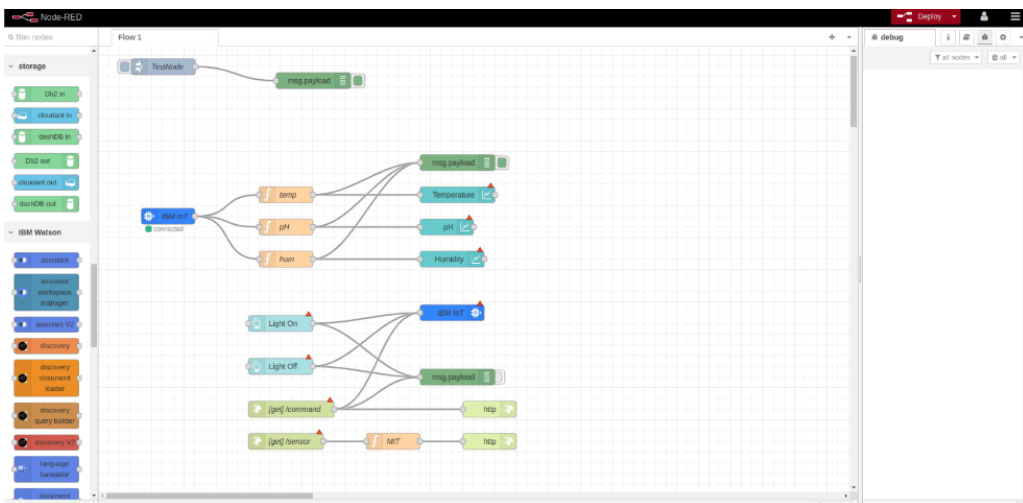 Node-RED
Deploy
filter nodes
Flow 1
debug
all nodes
all
storage
Db2 in
cloudant in
dashDB in
Db2 out
cloudant out
dashDB out
IBM Watson
assistant
assistant
workspace
manager
assistant V2
discovery
discovery
document
loader
discovery
query builder
discovery V2
language
translator
document
TestNode
msg.payload
IBM IoT
connected
temp
pH
hum
msg.payload
Temperature
pH
Humidity
Light On
Light Off
[get] /command
[get] /sensor
IBM IoT
msg.payload
http
MIT
http